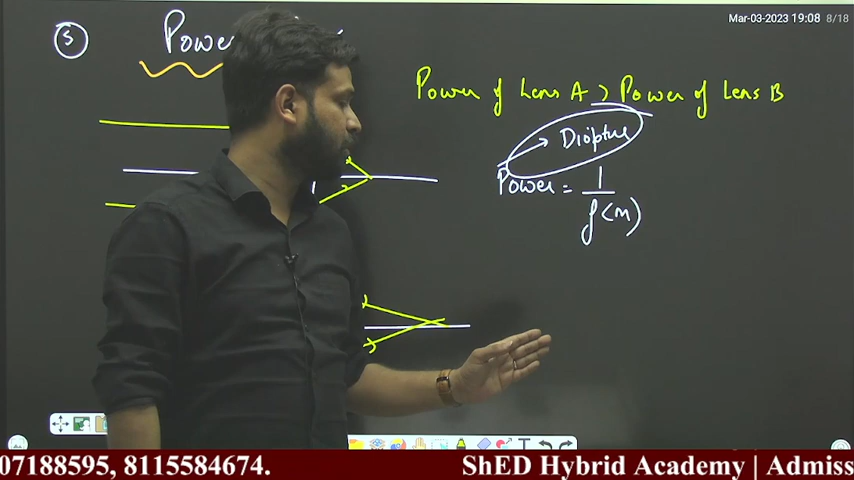 Mar-03-2023 19:08 8/18
5
Power
Power of Lens A > Power of Lens B
Dioptre
Power = 1
f(m)
T
07188595, 8115584674. ShED Hybrid Academy | Admiss